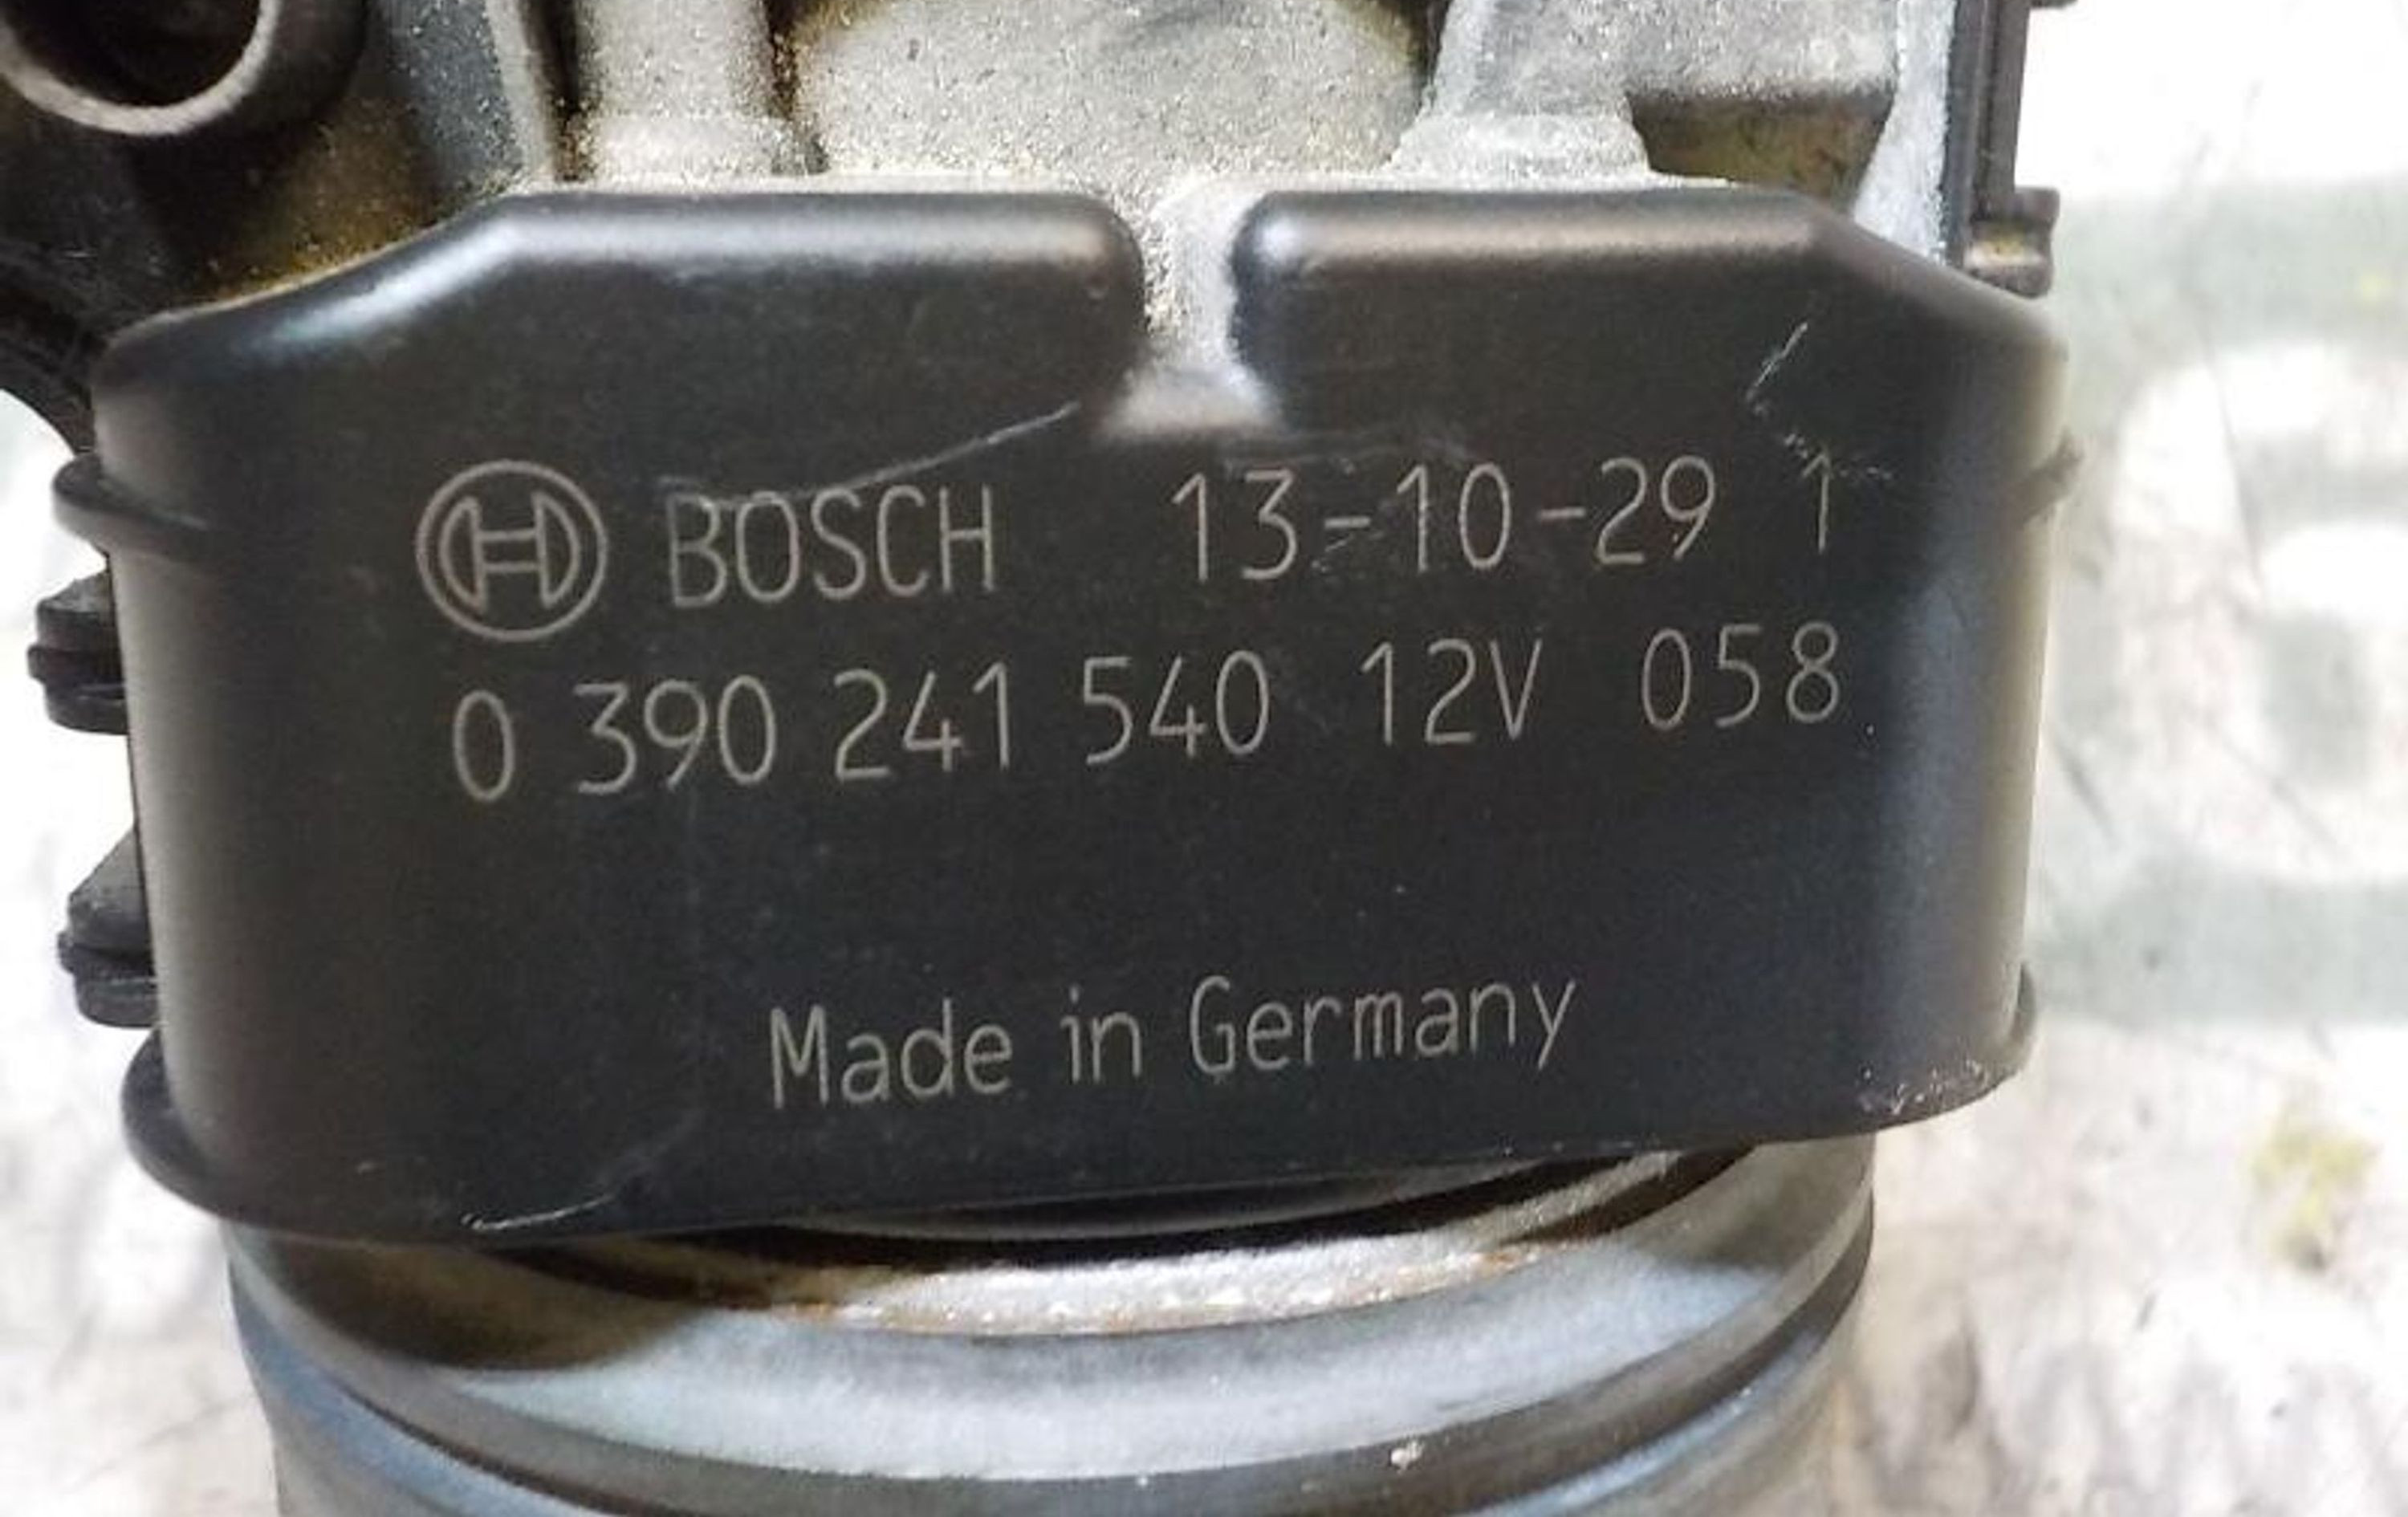 BOSCH 13-10-29 1
0 390 241 540 12V 058
Made in Germany